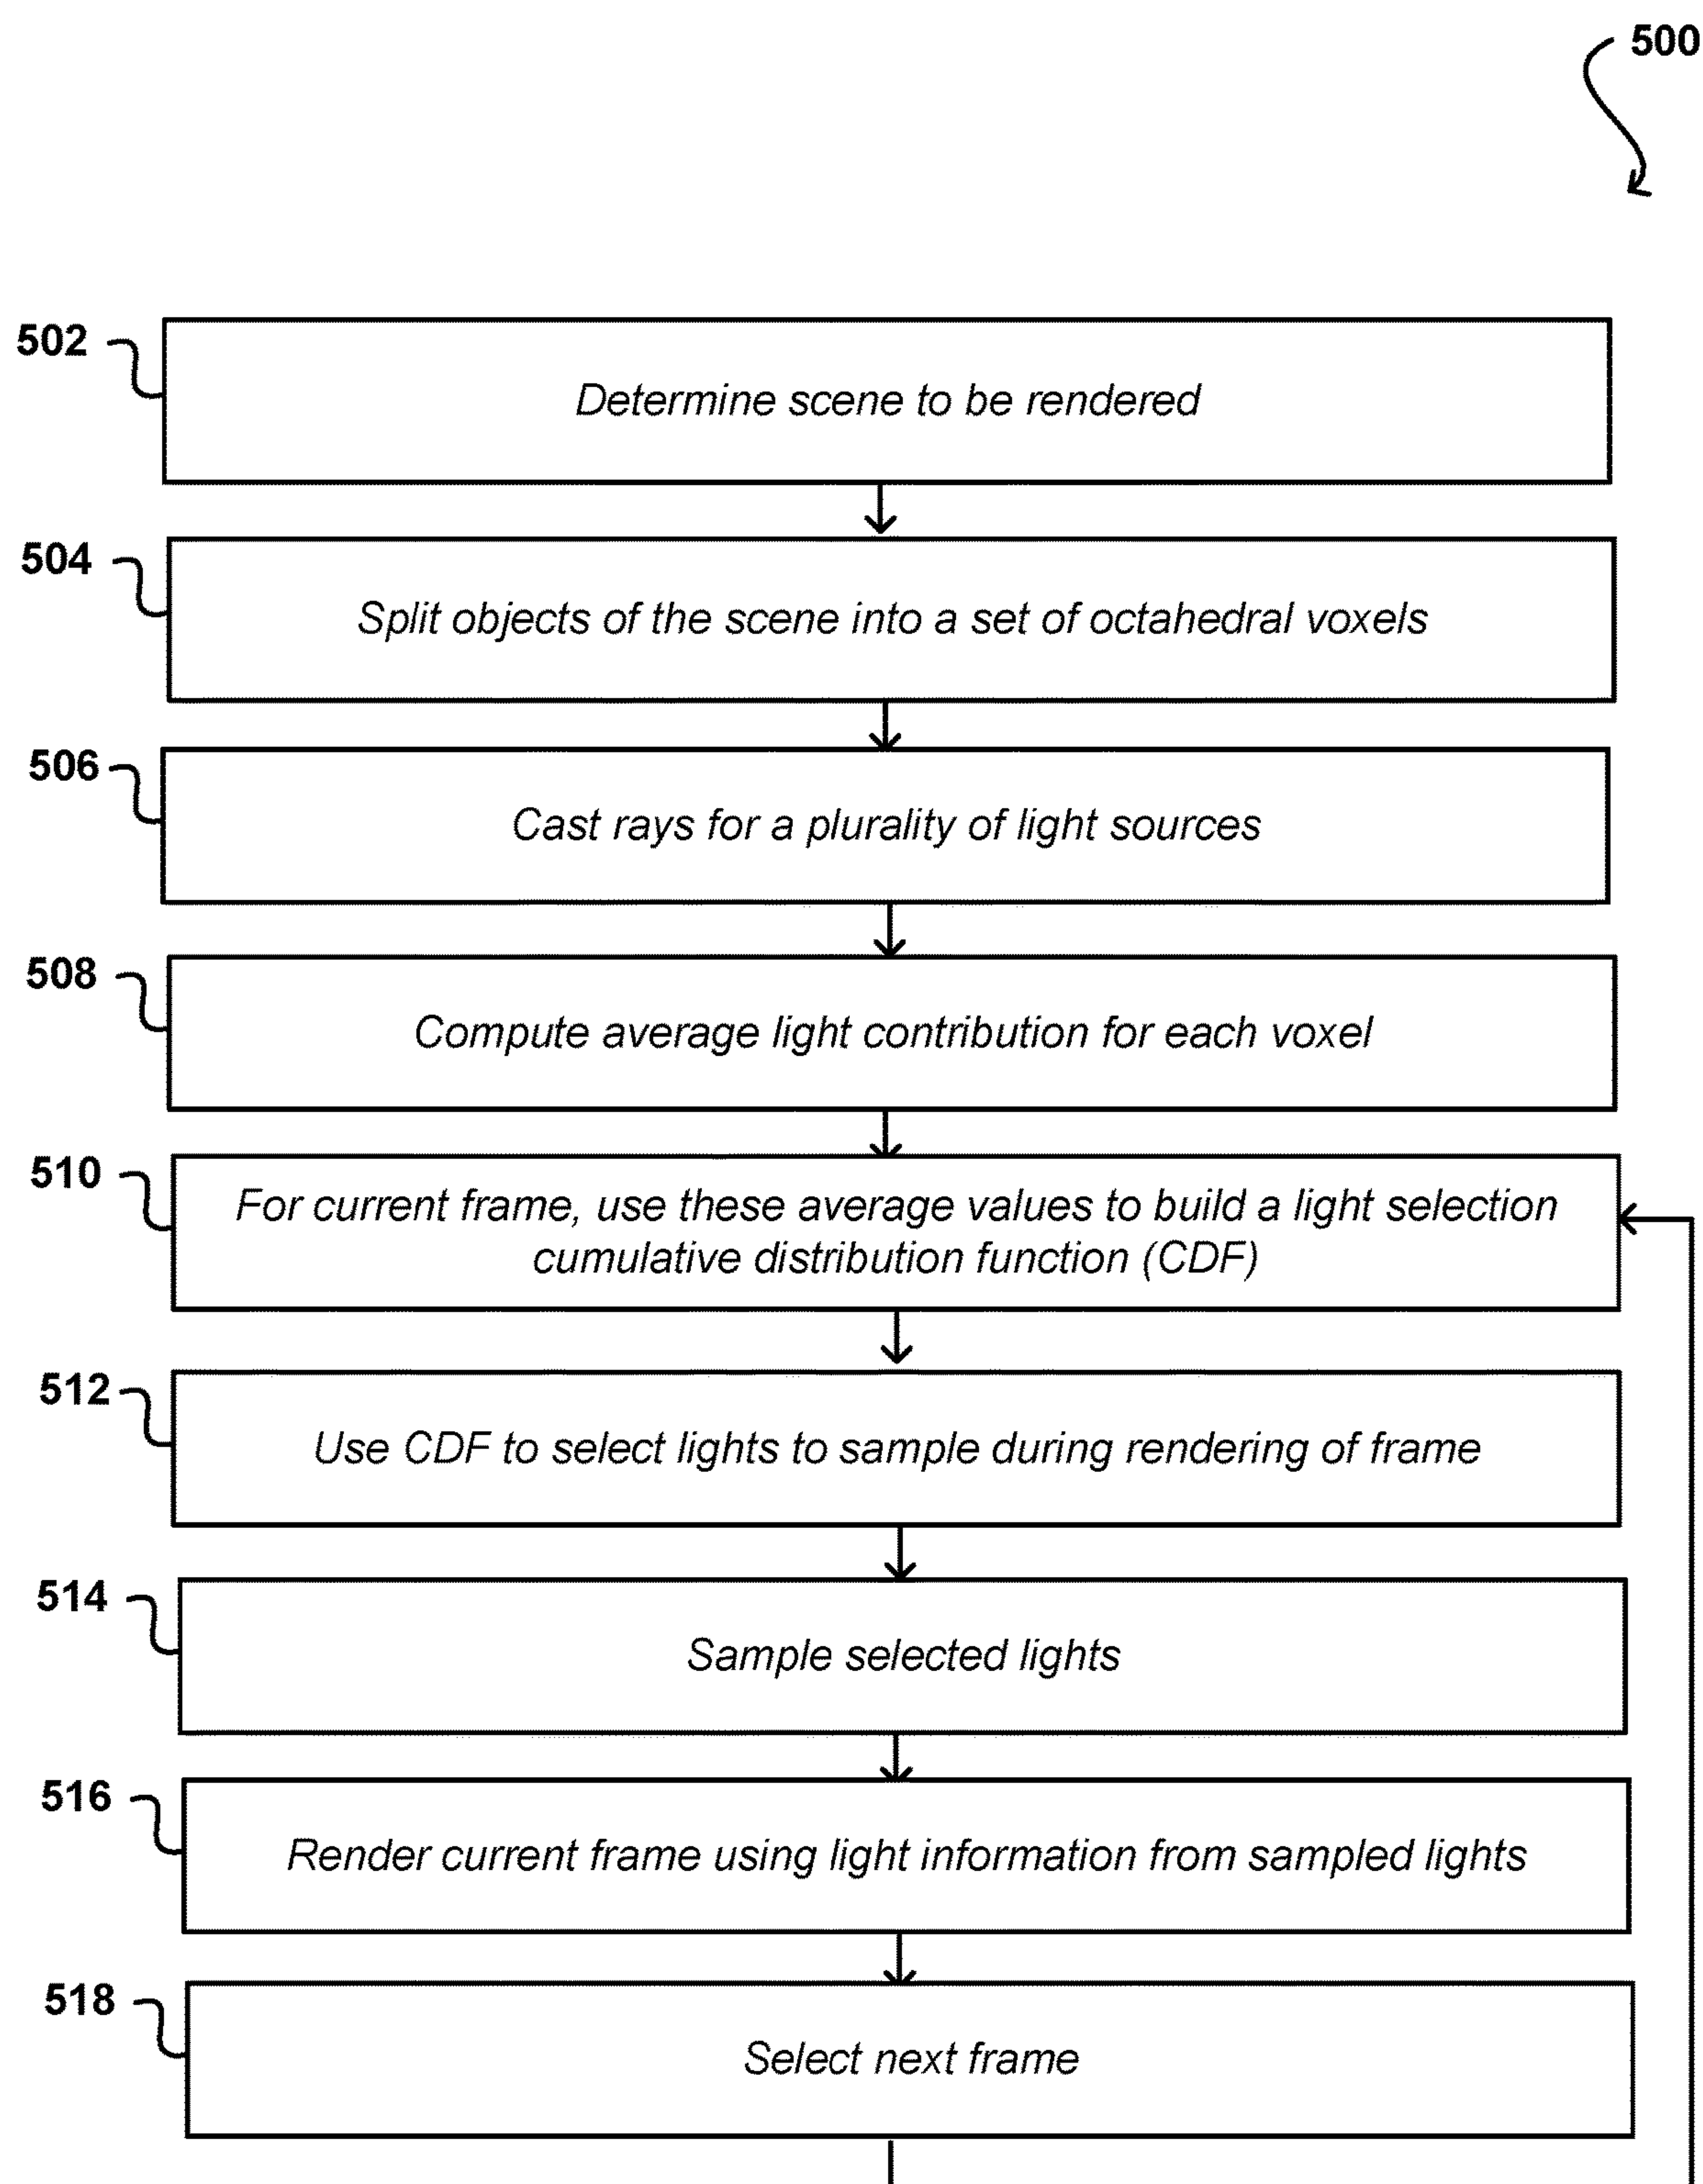 500
502
Determine scene to be rendered
504
Split objects of the scene into a set of octahedral voxels
506
Cast rays for a plurality of light sources
508
Compute average light contribution for each voxel
510
For current frame, use these average values to build a light selection
cumulative distribution function (CDF)
512
Use CDF to select lights to sample during rendering of frame
514
Sample selected lights
516
Render current frame using light information from sampled lights
518
Select next frame